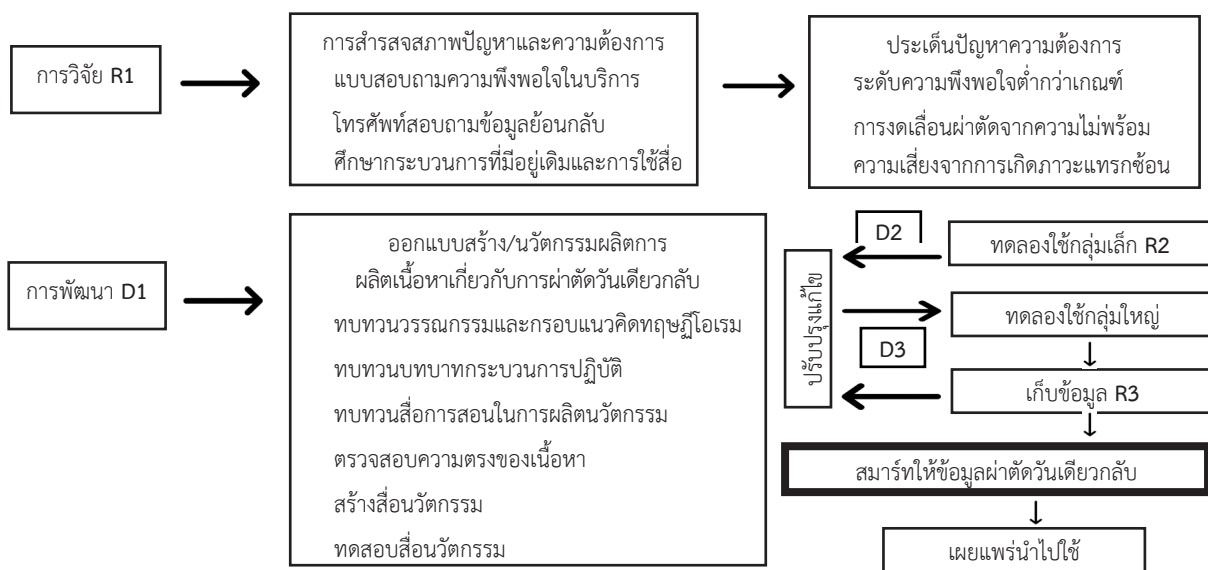 การวิจัย R1
การสำรสจสภาพปัญหาและความต้องการ
แบบสอบถามความพึงพอใจในบริการ
โทรศัพท์สอบถามข้อมูลย้อนกลับ
ศึกษากระบวนการที่มีอยู่เดิมและการใช้สื่อ
ประเด็นปัญหาความต้องการ
ระดับความพึงพอใจต่ำกว่าเกณฑ์
การงดเลื่อนผ่าตัดจากความไม่พร้อม
ความเสี่ยงจากการเกิดภาวะแทรกซ้อน
การพัฒนา D1
ออกแบบสร้าง/นวัตกรรมผลิตการ
ผลิตเนื้อหาเกี่ยวกับการผ่าตัดวันเดียวกลับ
ทบทวนวรรณกรรมและกรอบแนวคิดทฤษฎีโอเรม
ทบทวนบทบาทกระบวนการปฏิบัติ
ทบทวนสื่อการสอนในการผลิตนวัตกรรม
ตรวจสอบความตรงของเนื้อหา
สร้างสื่อนวัตกรรม
ทดสอบสื่อนวัตกรรม
ปรับปรุงแก้ไข
D2
ทดลองใช้กลุ่มเล็ก R2
ทดลองใช้กลุ่มใหญ่
D3
เก็บข้อมูล R3
สมาร์ทให้ข้อมูลผ่าตัดวันเดียวกลับ
เผยแพร่นำไปใช้